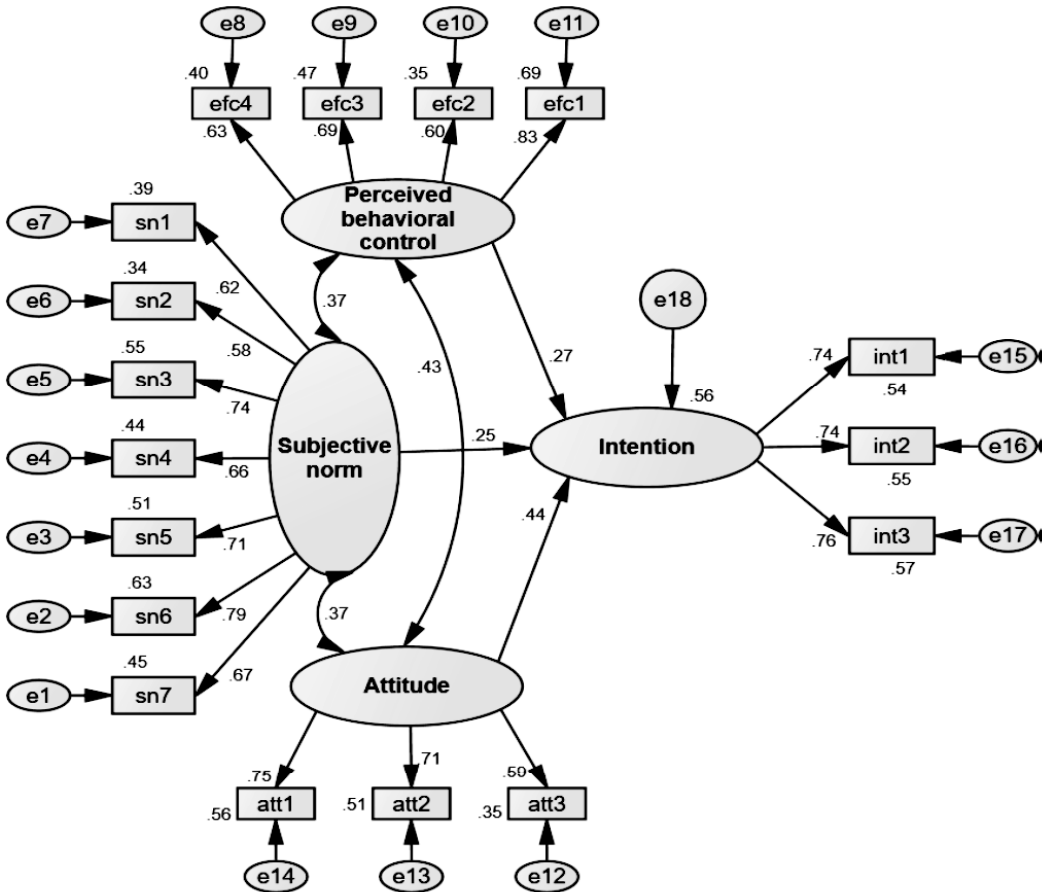 e8 e9 e10 e11
.40 .47 .35 .69
efc4 efc3 efc2 efc1
.63 .69 .60 .83
Perceived
behavioral
control
.39
e7 sn1
.62
.34
e6 sn2
.58
.55
e5 sn3
.74
.44
e4 sn4
.66
.51
e3 sn5
.71
.63
e2 sn6
.79
.45
e1 sn7
.67
Subjective
norm
.37
.43
.37
.27
.25
.44
e18
.56
Intention
.74 int1 e15
.54
.74 int2 e16
.55
.76 int3 e17
.57
Attitude
.75 .71 .59
.56 att1 .51 att2 .35 att3
e14 e13 e12